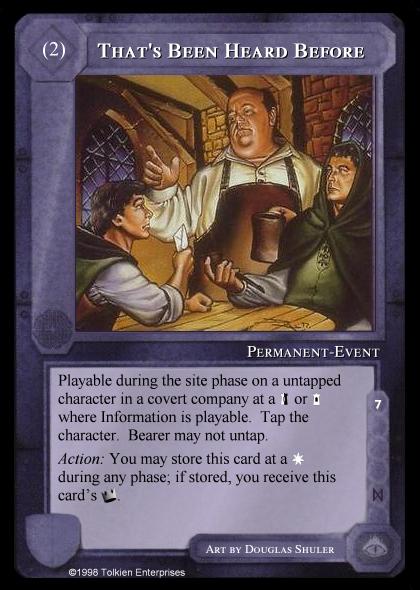 (2)
That's Been Heard Before
Permanent-Event
Playable during the site phase on a untapped
character in a covert company at a or
where Information is playable. Tap the
character. Bearer may not untap.
Action: You may store this card at a
during any phase; if stored, you receive this
card's .
7
Art by Douglas Shuler
©1998 Tolkien Enterprises